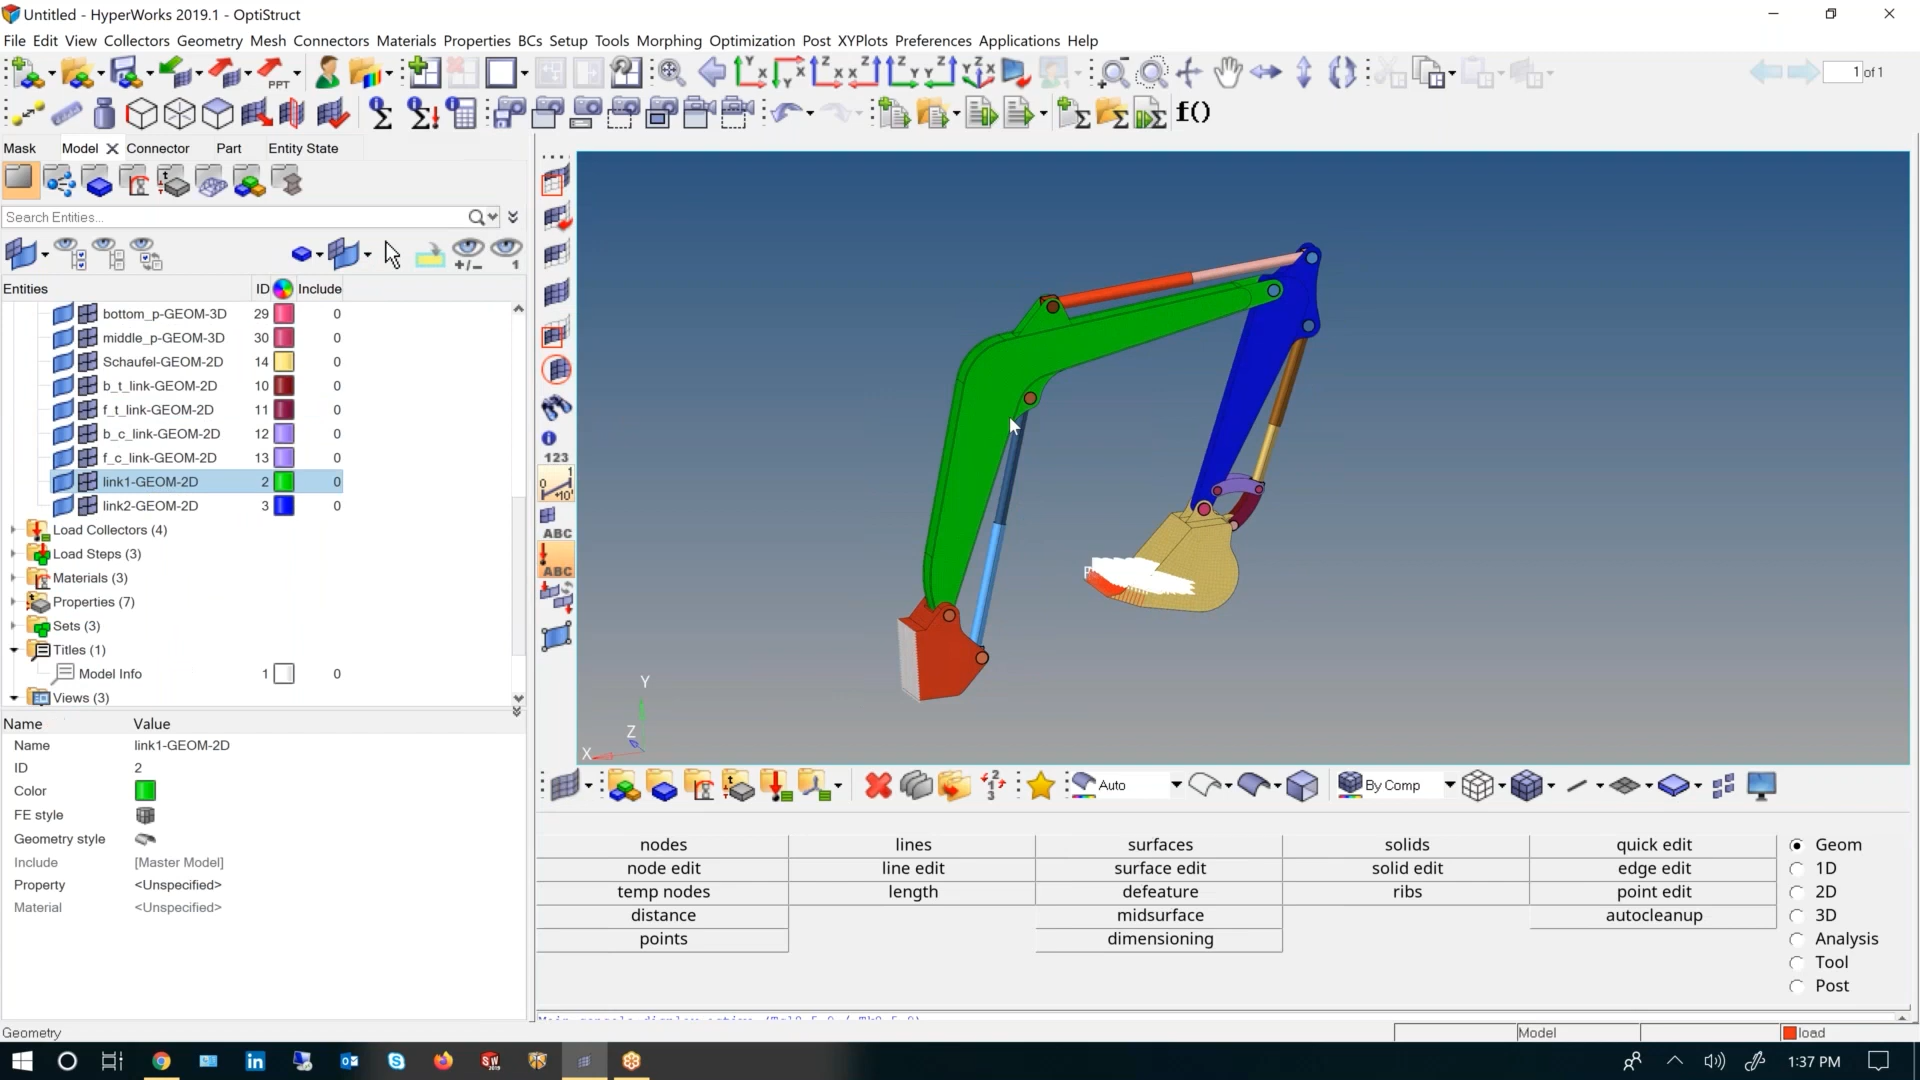 Untitled - HyperWorks 2019.1 - OptiStruct
File Edit View Collectors Geometry Mesh Connectors Materials Properties BCs Setup Tools Morphing Optimization Post XYPlots Preferences Applications Help
PPT
1 of 1
f()
Mask Model Connector Part Entity State
Search Entities...
Entities ID Include
bottom_p-GEOM-3D 29 0
middle_p-GEOM-3D 30 0
Schaufel-GEOM-2D 14 0
b_t_link-GEOM-2D 10 0
f_t_link-GEOM-2D 11 0
b_c_link-GEOM-2D 12 0
f_c_link-GEOM-2D 13 0
link1-GEOM-2D 2 0
link2-GEOM-2D 3 0
Load Collectors (4)
Load Steps (3)
Materials (3)
Properties (7)
Sets (3)
Titles (1)
Model Info 1 0
Views (3)
Name Value
Name link1-GEOM-2D
ID 2
Color
FE style
Geometry style
Include [Master Model]
Property <Unspecified>
Material <Unspecified>
123
ABC
ABC
Y
Z
X
Auto By Comp
nodes lines surfaces solids quick edit Geom
node edit line edit surface edit solid edit edge edit 1D
temp nodes length defeature ribs point edit 2D
distance midsurface autocleanup 3D
points dimensioning Analysis
Tool
Post
Geometry Model load
1:37 PM